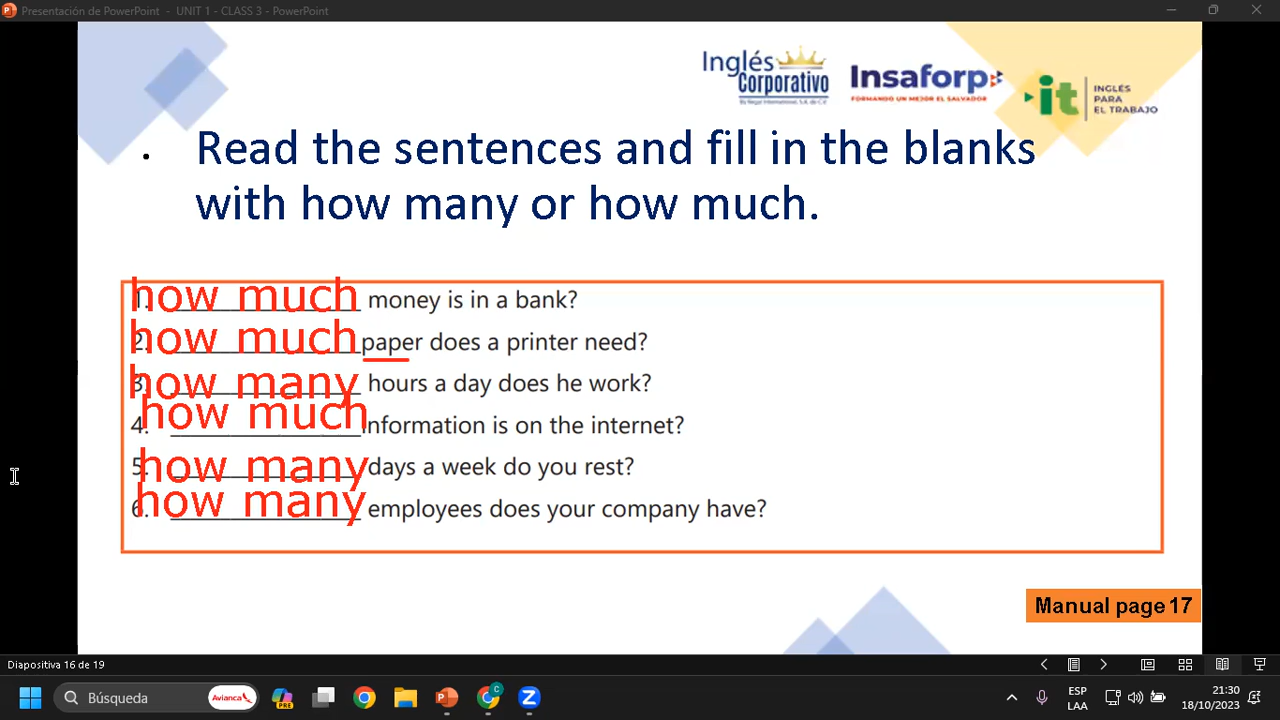 Presentación de PowerPoint - UNIT 1 - CLASS 3 - PowerPoint
Inglés Corporativo
Insaforp
FORMANDO UN MEJOR EL SALVADOR
it INGLÉS PARA EL TRABAJO
• Read the sentences and fill in the blanks
with how many or how much.
1. how much money is in a bank?
2. how much paper does a printer need?
3. how many hours a day does he work?
4. how much information is on the internet?
5. how many days a week do you rest?
6. how many employees does your company have?
Manual page 17
Diapositiva 16 de 19
Búsqueda
Avianca
PRE
C
ESP
LAA
21:30
18/10/2023